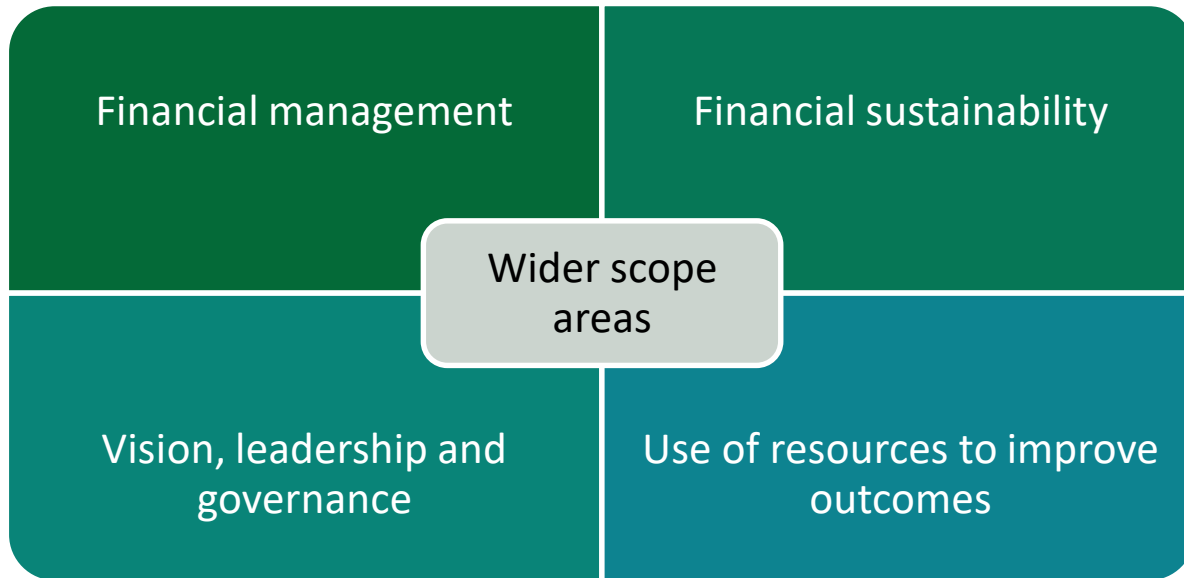 Financial management
Financial sustainability
Wider scope
areas
Vision, leadership and
governance
Use of resources to improve
outcomes